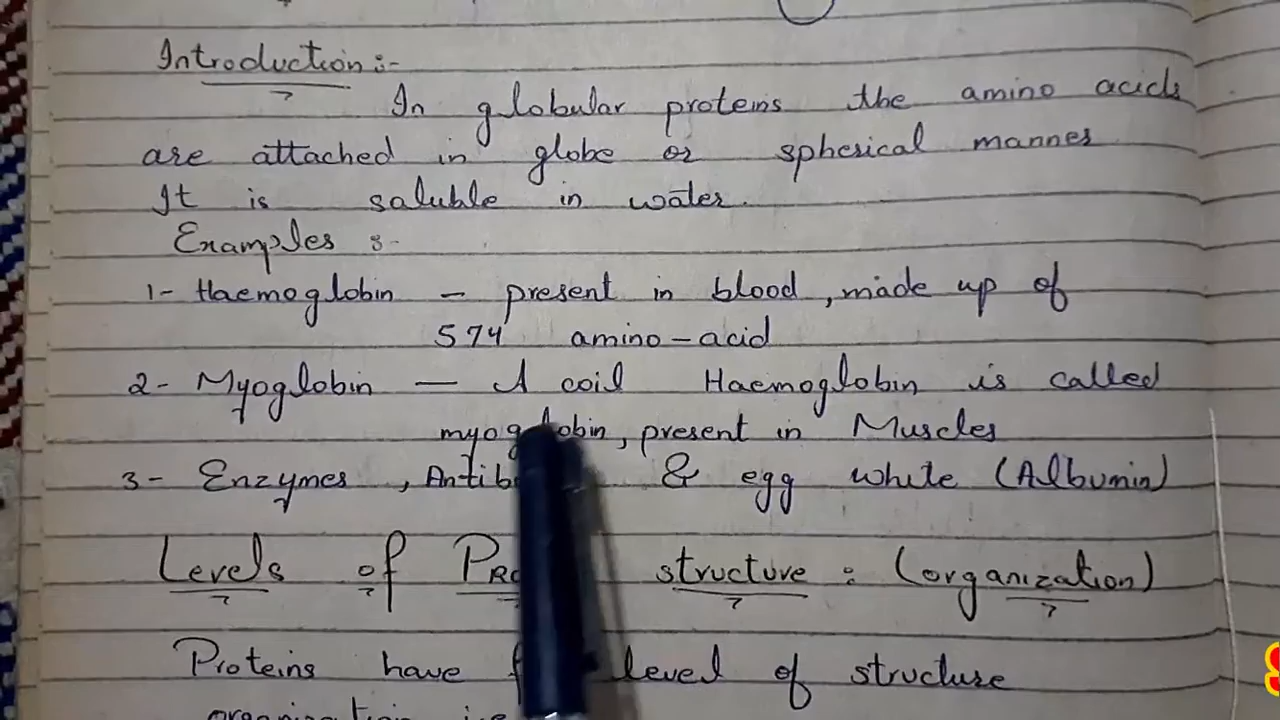 Introduction :-
In globular proteins the amino acids
are attached in globe or spherical manner
It is saluble in water.
Examples :-
1- Haemoglobin - present in blood, made up of
574 amino-acid
2- Myoglobin — A coil Haemoglobin is called
myoglobin, present in Muscles
3- Enzymes, & egg white (Albumin)
Levels of structure : (organization)
Proteins have level of structure